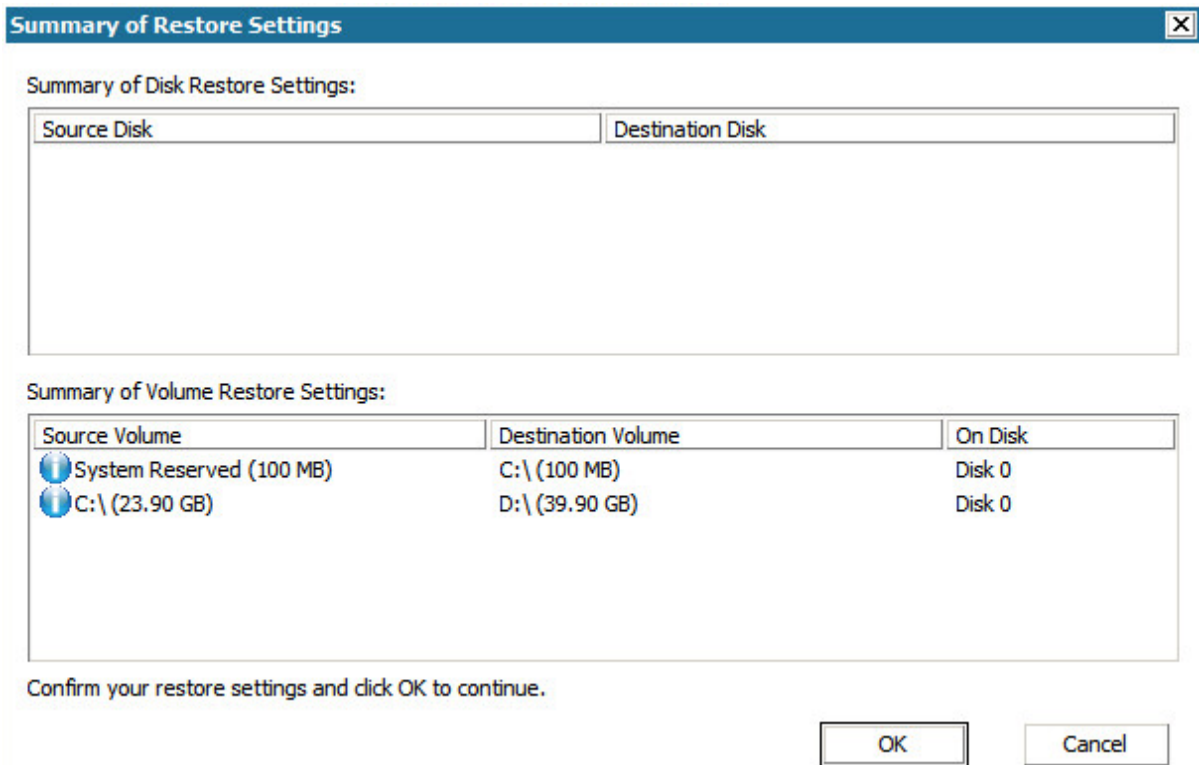 Summary of Restore Settings
Summary of Disk Restore Settings:
Source Disk Destination Disk
Summary of Volume Restore Settings:
Source Volume Destination Volume On Disk
System Reserved (100 MB) C:\ (100 MB) Disk 0
C:\ (23.90 GB) D:\ (39.90 GB) Disk 0
Confirm your restore settings and click OK to continue.
OK Cancel